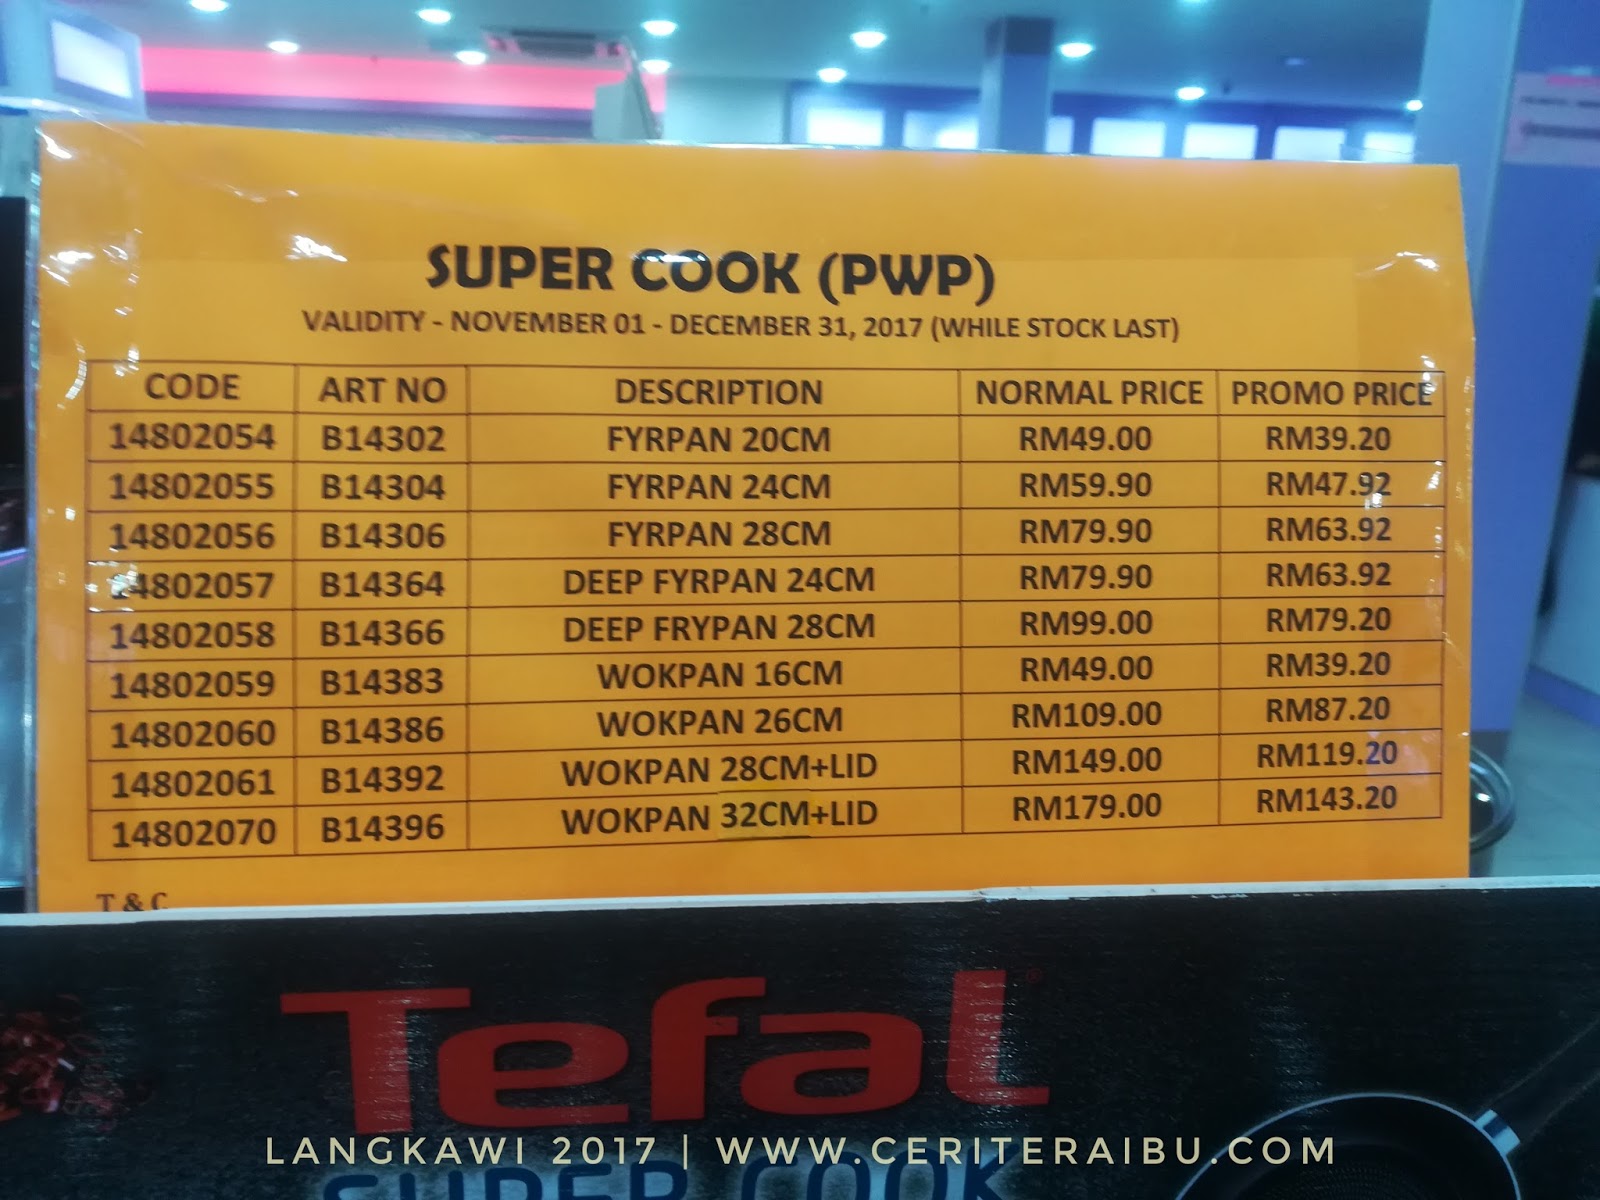 SUPER COOK (PWP)
VALIDITY - NOVEMBER 01 - DECEMBER 31, 2017 (WHILE STOCK LAST)
CODE ART NO DESCRIPTION NORMAL PRICE PROMO PRICE
14802054 B14302 FYRPAN 20CM RM49.00 RM39.20
14802055 B14304 FYRPAN 24CM RM59.90 RM47.92
14802056 B14306 FYRPAN 28CM RM79.90 RM63.92
14802057 B14364 DEEP FYRPAN 24CM RM79.90 RM63.92
14802058 B14366 DEEP FRYPAN 28CM RM99.00 RM79.20
14802059 B14383 WOKPAN 16CM RM49.00 RM39.20
14802060 B14386 WOKPAN 26CM RM109.00 RM87.20
14802061 B14392 WOKPAN 28CM+LID RM149.00 RM119.20
14802070 B14396 WOKPAN 32CM+LID RM179.00 RM143.20
T & C
Tefal
LANGKAWI 2017 | WWW.CERITERAIBU.COM
SUPER COOK